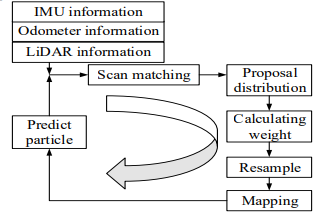 IMU information
Odometer information
LiDAR information
Scan matching
Proposal
distribution
Calculating
weight
Resample
Mapping
Predict
particle